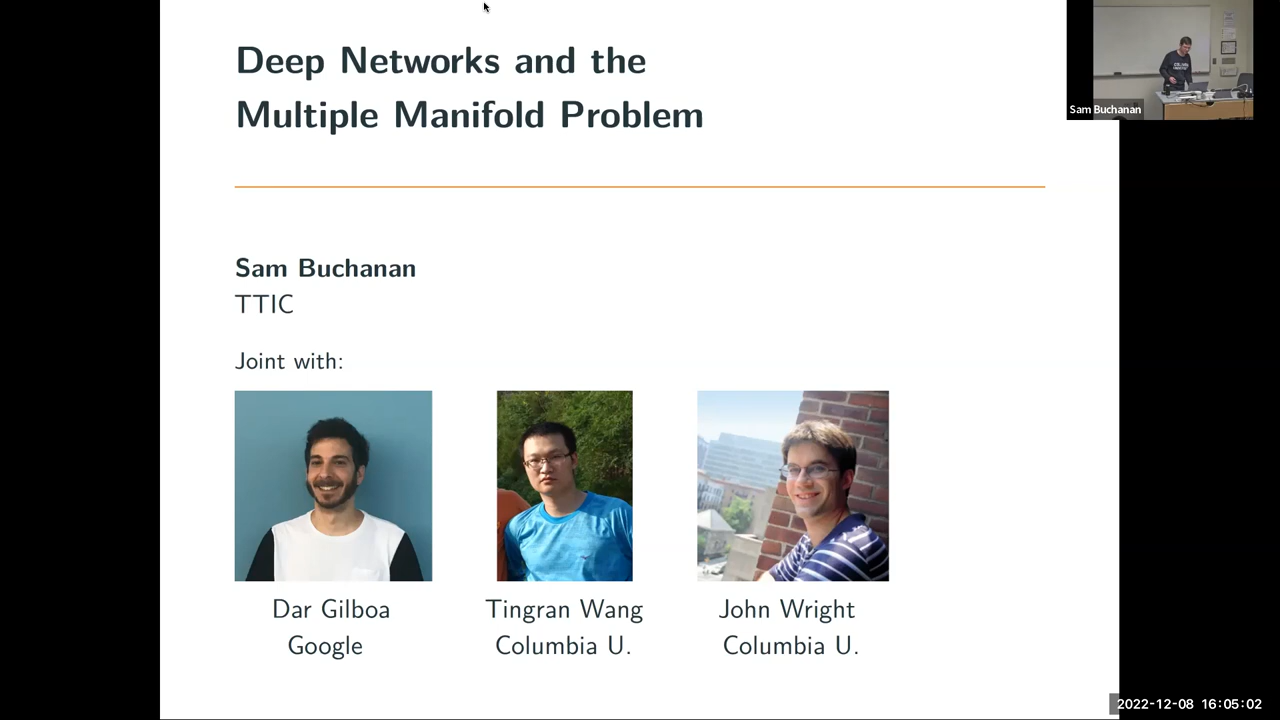 Deep Networks and the
Multiple Manifold Problem
Sam Buchanan
TTIC
Joint with:
Dar Gilboa
Google
Tingran Wang
Columbia U.
John Wright
Columbia U.
Sam Buchanan
2022-12-08 16:05:02